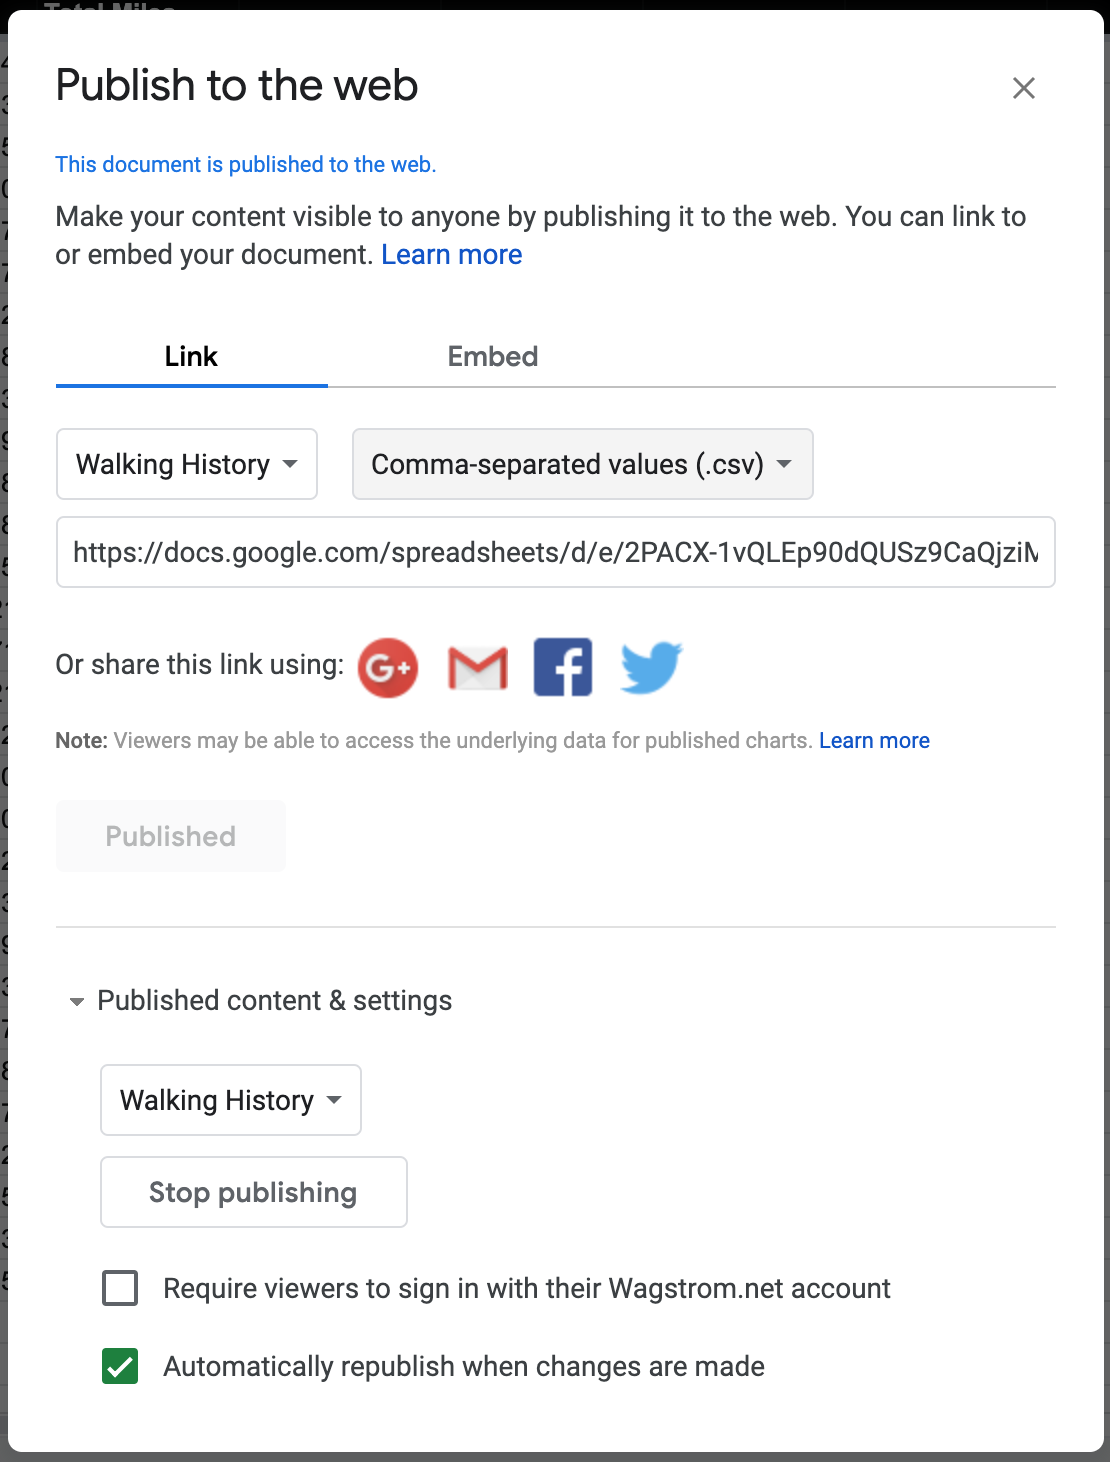 Total Miles
Publish to the web
This document is published to the web.
Make your content visible to anyone by publishing it to the web. You can link to
or embed your document. Learn more
Link Embed
Walking History Comma-separated values (.csv)
https://docs.google.com/spreadsheets/d/e/2PACX-1vQLEp90dQUSz9CaQjzi
Or share this link using: G+ f
Note: Viewers may be able to access the underlying data for published charts. Learn more
Published
Published content & settings
Walking History
Stop publishing
Require viewers to sign in with their Wagstrom.net account
Automatically republish when changes are made